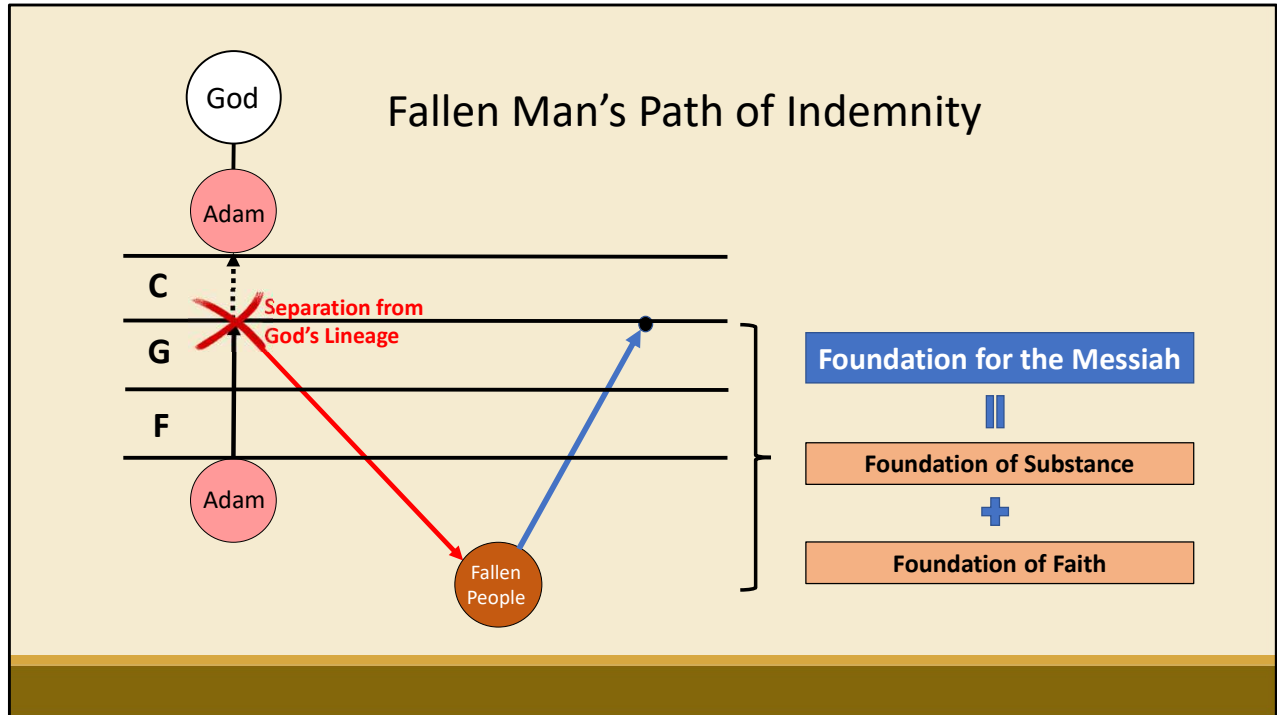 God
Fallen Man’s Path of Indemnity
Adam
C
Separation from
God’s Lineage
G
F
Adam
Fallen
People
Foundation for the Messiah
Foundation of Substance
Foundation of Faith